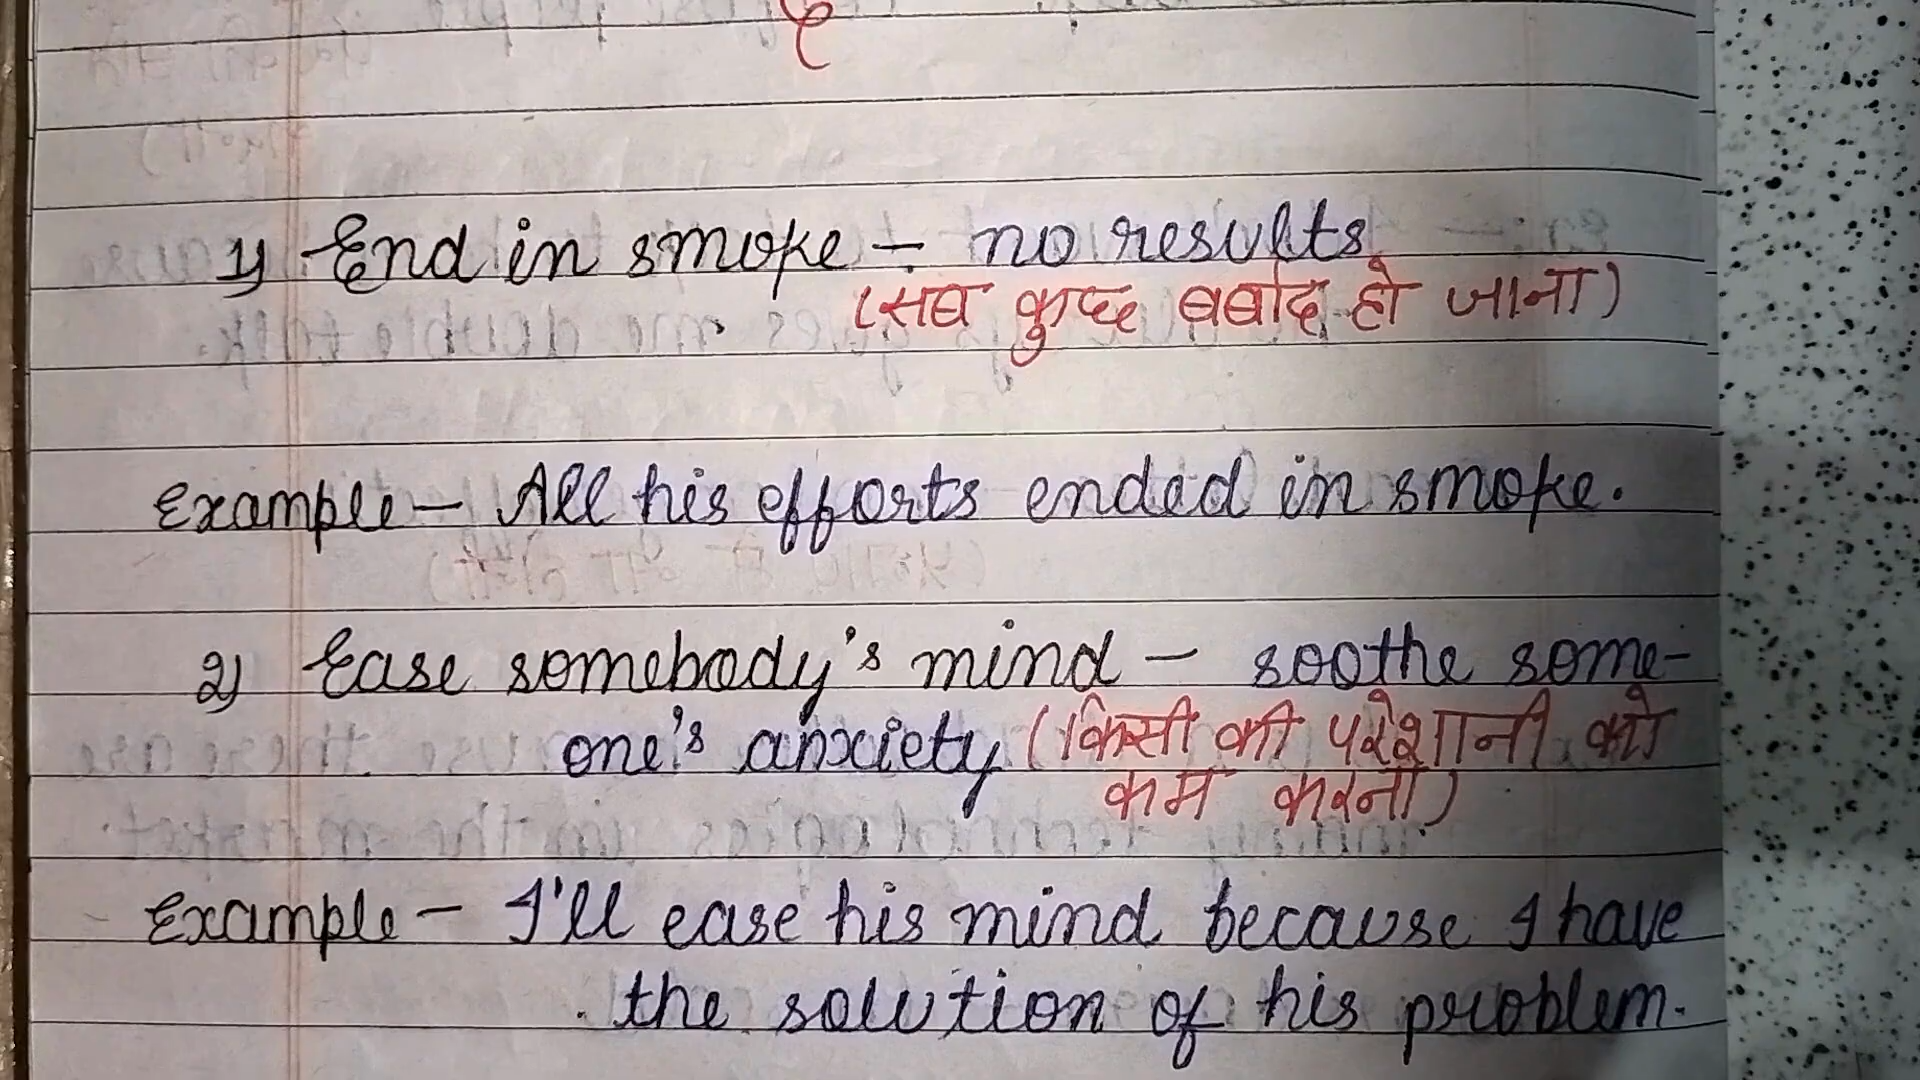 1) End in smoke - no results
(सब कुछ बर्बाद हो जाना)
Example - All his efforts ended in smoke.
2) Ease somebody's mind - soothe some-
one's anxiety (किसी की परेशानी को
कम करना)
Example - I'll ease his mind because I have
the solution of his problem.